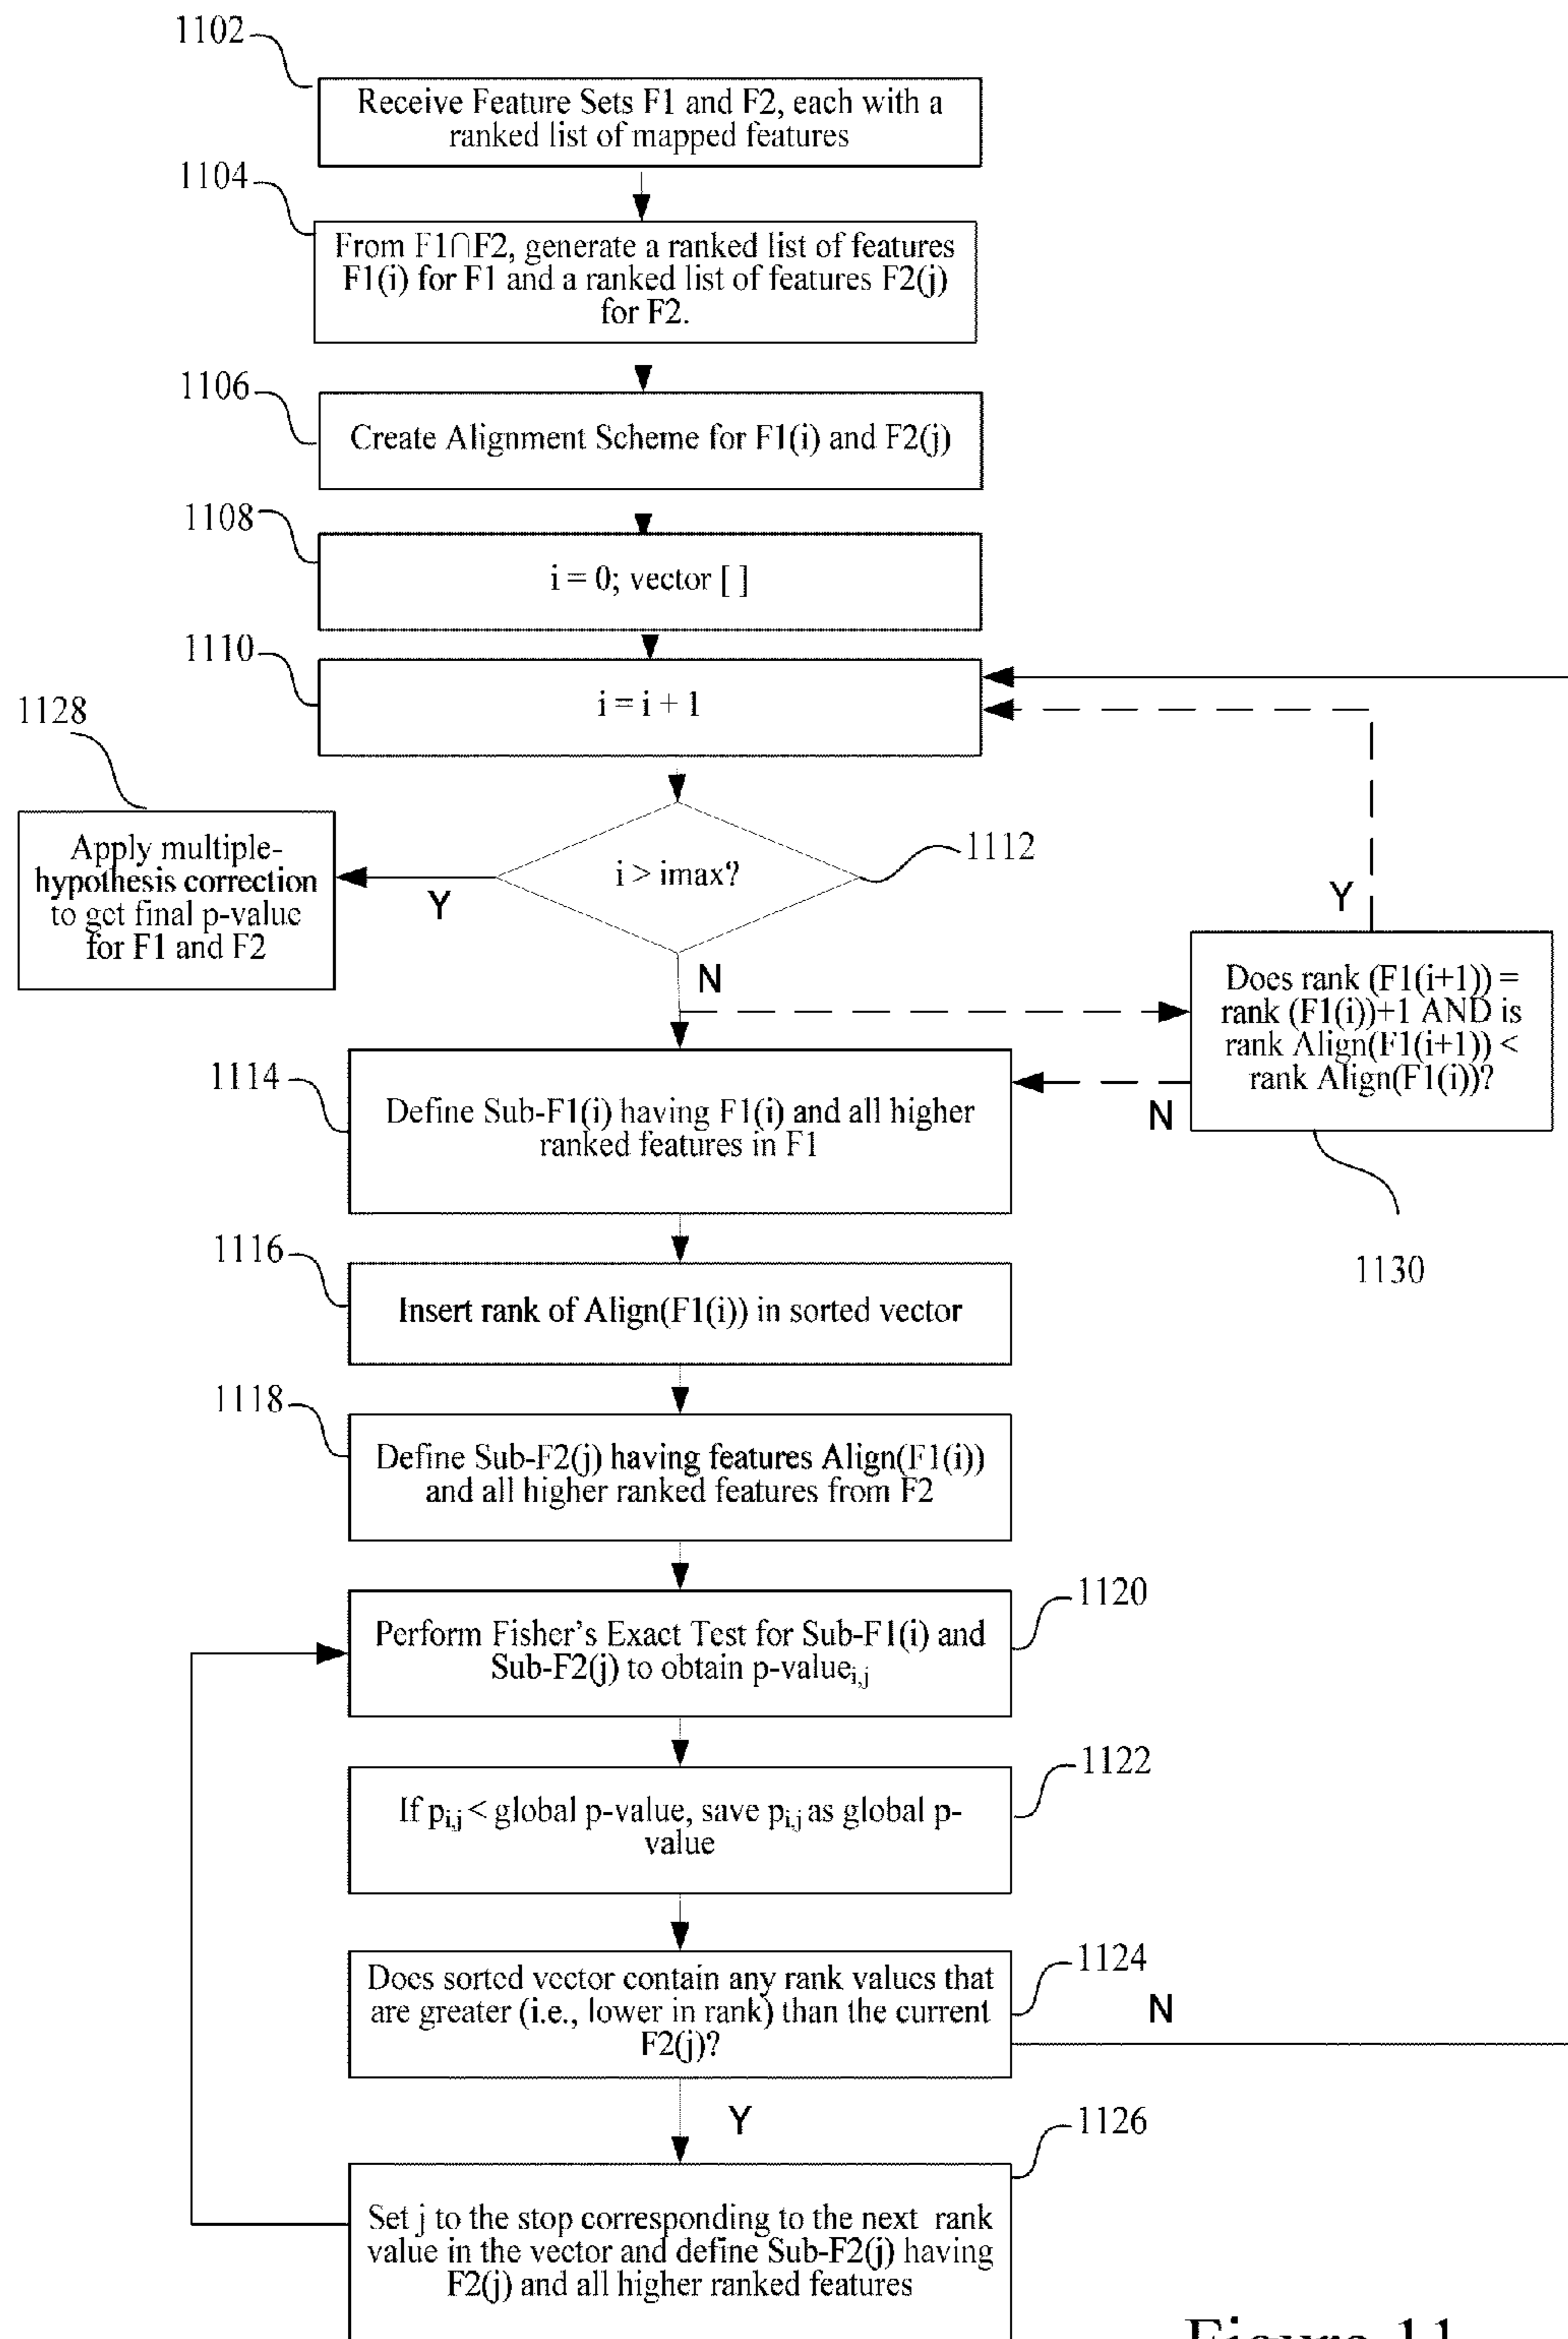 1102
Receive Feature Sets F1 and F2, each with a
ranked list of mapped features
1104
From F1∩F2, generate a ranked list of features
F1(i) for F1 and a ranked list of features F2(j)
for F2.
1106
Create Alignment Scheme for F1(i) and F2(j)
1108
i = 0; vector [ ]
1110
i = i + 1
1128
Apply multiple-
hypothesis correction
to get final p-value
for F1 and F2
Y
i > imax?
1112
N
Y
Does rank (F1(i+1)) =
rank (F1(i))+1 AND is
rank Align(F1(i+1)) <
rank Align(F1(i))?
N
1130
1114
Define Sub-F1(i) having F1(i) and all higher
ranked features in F1
1116
Insert rank of Align(F1(i)) in sorted vector
1118
Define Sub-F2(j) having features Align(F1(i))
and all higher ranked features from F2
1120
Perform Fisher's Exact Test for Sub-F1(i) and
Sub-F2(j) to obtain p-value i,j
1122
If p i,j < global p-value, save p i,j as global p-
value
1124
Does sorted vector contain any rank values that
are greater (i.e., lower in rank) than the current
F2(j)?
N
Y
1126
Set j to the stop corresponding to the next rank
value in the vector and define Sub-F2(j) having
F2(j) and all higher ranked features
Figure 11